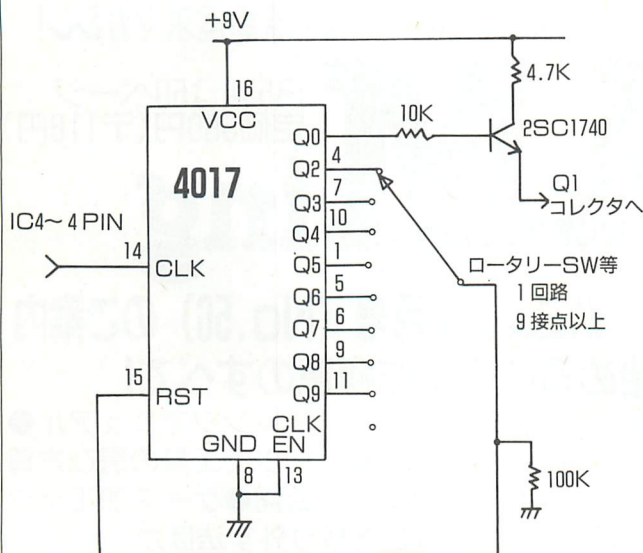 +9V
16
VCC
4.7K
10K
2SC1740
Q0
4017
Q2
4
Q1
コレクタへ
Q3
7
Q4
10
IC4～4PIN
14
CLK
Q5
1
ロータリーSW等
1回路
9接点以上
Q6
5
Q7
6
Q8
9
15
RST
Q9
11
CLK
GND
EN
8
13
100K